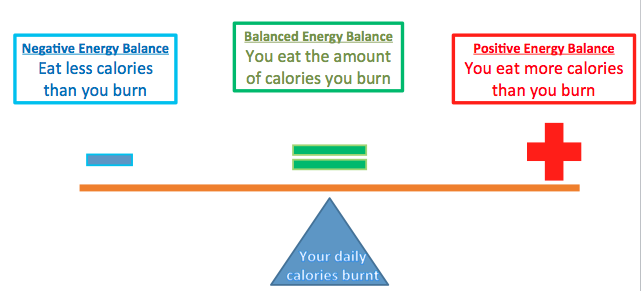 Negative Energy Balance
Eat less calories
than you burn
Balanced Energy Balance
You eat the amount
of calories you burn
Positive Energy Balance
You eat more calories
than you burn
Your daily
calories burnt